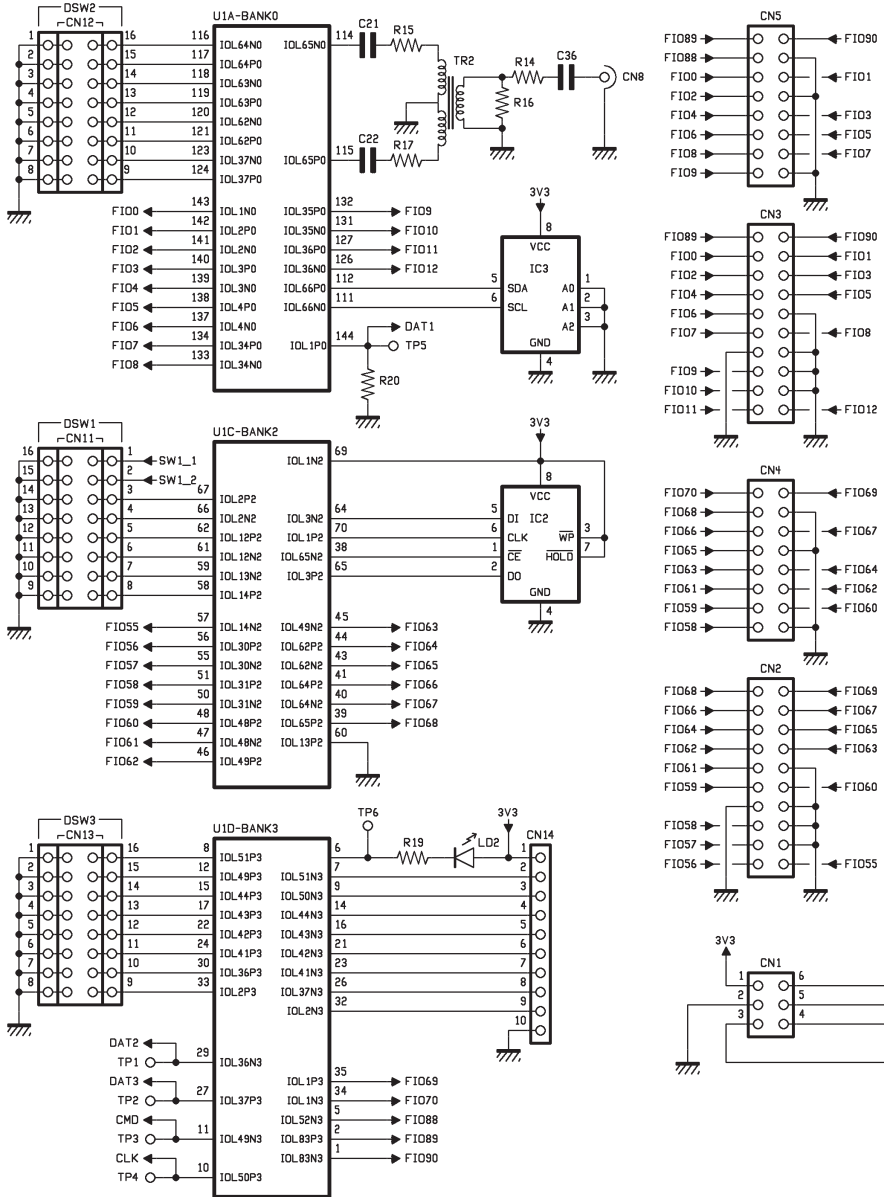 DSW2
CN12
U1A-BANK0
1 16 116 IOL64N0 IOL65N0 114 C21 R15
2 15 117 IOL64P0
3 14 118 IOL63N0
4 13 119 IOL63P0
5 12 120 IOL62N0
6 11 121 IOL62P0
7 10 123 IOL37N0 IOL65P0 115 C22 R17
8 9 124 IOL37P0
TR2 R14 C36 CN8
R16
FIO0 143 IOL1N0 IOL35P0 132 FIO9
FIO1 142 IOL2P0 IOL35N0 131 FIO10
FIO2 141 IOL2N0 IOL36P0 127 FIO11
FIO3 140 IOL3P0 IOL36N0 126 FIO12
FIO4 139 IOL3N0 IOL66P0 112
FIO5 138 IOL4P0 IOL66N0 111
FIO6 137 IOL4N0
FIO7 134 IOL34P0 IOL1P0 144
FIO8 133 IOL34N0
DAT1
TP5
R20
3V3
8
VCC
IC3
5 SDA A0 1
6 SCL A1 2
A2 3
GND
4
DSW1
CN11
U1C-BANK2
16 1 SW1_1
15 2 SW1_2
14 3 67 IOL2P2
13 4 66 IOL2N2
12 5 62 IOL12P2
11 6 61 IOL12N2
10 7 59 IOL13N2
9 8 58 IOL14P2
IOL1N2 69
IOL3N2 64
IOL1P2 70
IOL65N2 38
IOL3P2 65
3V3
8
VCC
IC2
5 DI
6 CLK WP 3
1 CE HOLD 7
2 DO
GND
4
FIO55 57 IOL14N2 IOL49N2 45 FIO63
FIO56 56 IOL30P2 IOL62P2 44 FIO64
FIO57 55 IOL30N2 IOL62N2 43 FIO65
FIO58 51 IOL31P2 IOL64P2 41 FIO66
FIO59 50 IOL31N2 IOL64N2 40 FIO67
FIO60 48 IOL48P2 IOL65P2 39 FIO68
FIO61 47 IOL48N2 IOL13P2 60
FIO62 46 IOL49P2
DSW3
CN13
U1D-BANK3
TP6
R19
LD2
3V3
CN14
1 16 8 IOL51P3 6 1
2 15 12 IOL49P3 IOL51N3 7 2
3 14 15 IOL44P3 IOL50N3 9 3
4 13 17 IOL43P3 IOL44N3 14 4
5 12 22 IOL42P3 IOL43N3 16 5
6 11 24 IOL41P3 IOL42N3 21 6
7 10 30 IOL36P3 IOL41N3 23 7
8 9 33 IOL2P3 IOL37N3 26 8
IOL2N3 32 9
10
DAT2
TP1 29 IOL36N3
DAT3
TP2 27 IOL37P3
CMD
TP3 11 IOL49N3
CLK
TP4 10 IOL50P3
IOL1P3 35 FIO69
IOL1N3 34 FIO70
IOL52N3 5 FIO88
IOL83P3 2 FIO89
IOL83N3 1 FIO90
CN5
FIO89 FIO90
FIO88
FIO0 FIO1
FIO2
FIO4 FIO3
FIO6 FIO5
FIO8 FIO7
FIO9
CN3
FIO89 FIO90
FIO0 FIO1
FIO2 FIO3
FIO4 FIO5
FIO6
FIO7 FIO8
FIO9
FIO10
FIO11 FIO12
CN4
FIO70 FIO69
FIO68
FIO66 FIO67
FIO65
FIO63 FIO64
FIO61 FIO62
FIO59 FIO60
FIO58
CN2
FIO68 FIO69
FIO66 FIO67
FIO64 FIO65
FIO62 FIO63
FIO61
FIO59 FIO60
FIO58
FIO57
FIO56 FIO55
3V3
CN1
1 6
2 5
3 4